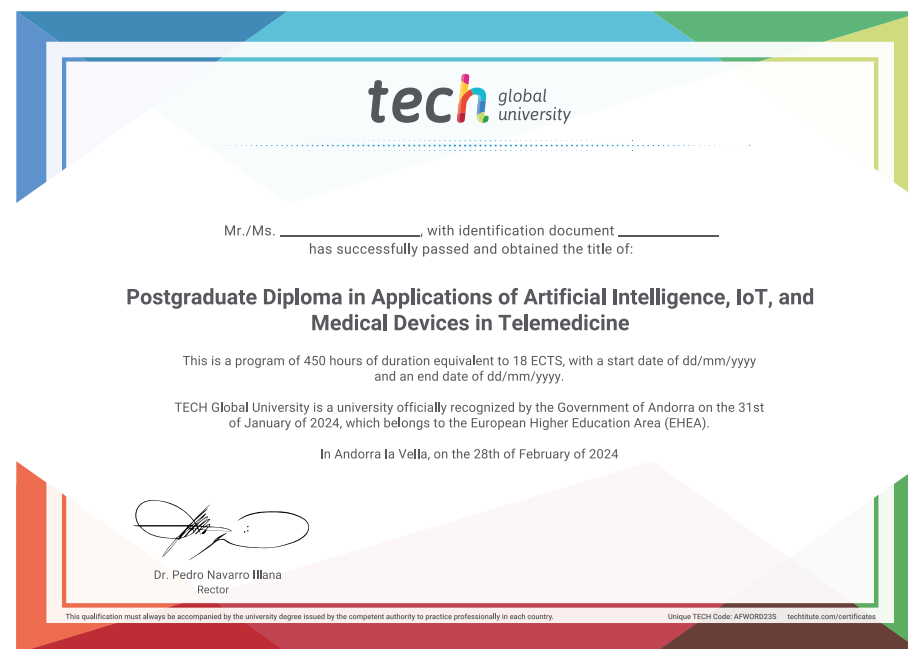 tech global university
Mr./Ms. ____________________, with identification document ______________
has successfully passed and obtained the title of:
Postgraduate Diploma in Applications of Artificial Intelligence, IoT, and
Medical Devices in Telemedicine
This is a program of 450 hours of duration equivalent to 18 ECTS, with a start date of dd/mm/yyyy
and an end date of dd/mm/yyyy.
TECH Global University is a university officially recognized by the Government of Andorra on the 31st
of January of 2024, which belongs to the European Higher Education Area (EHEA).
In Andorra la Vella, on the 28th of February of 2024
Dr. Pedro Navarro Illana
Rector
This qualification must always be accompanied by the university degree issued by the competent authority to practice professionally in each country.
Unique TECH Code: AFWORD23S techtitute.com/certificates